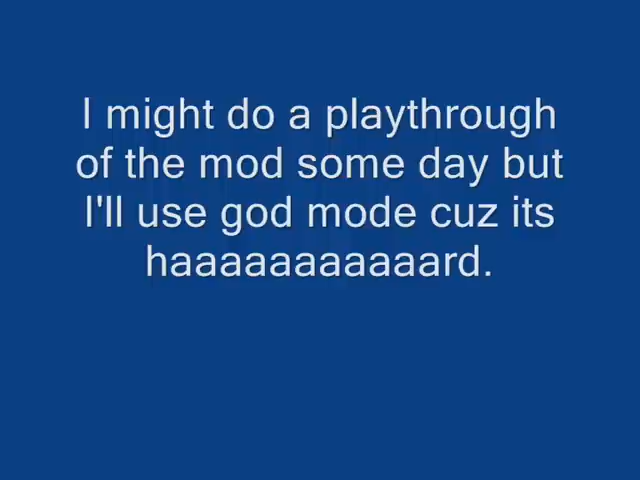 I might do a playthrough
of the mod some day but
I'll use god mode cuz its
haaaaaaaaaaard.